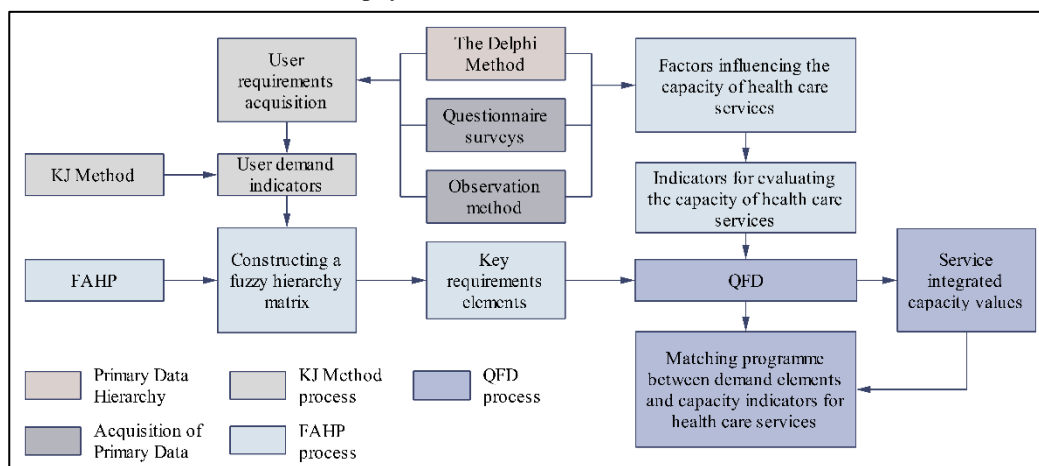 User
requirements
acquisition
The Delphi
Method
Factors influencing the
capacity of health care
services
Questionnaire
surveys
KJ Method
User demand
indicators
Observation
method
Indicators for evaluating
the capacity of health care
services
FAHP
Constructing a
fuzzy hierarchy
matrix
Key
requirements
elements
QFD
Service
integrated
capacity values
Primary Data
Hierarchy
KJ Method
process
QFD
process
Matching programme
between demand elements
and capacity indicators for
health care services
Acquisition of
Primary Data
FAHP
process